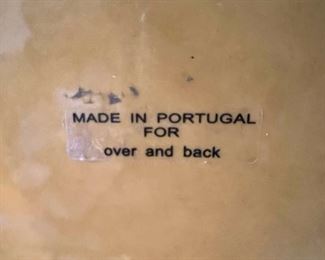 MADE IN PORTUGAL
FOR
over and back